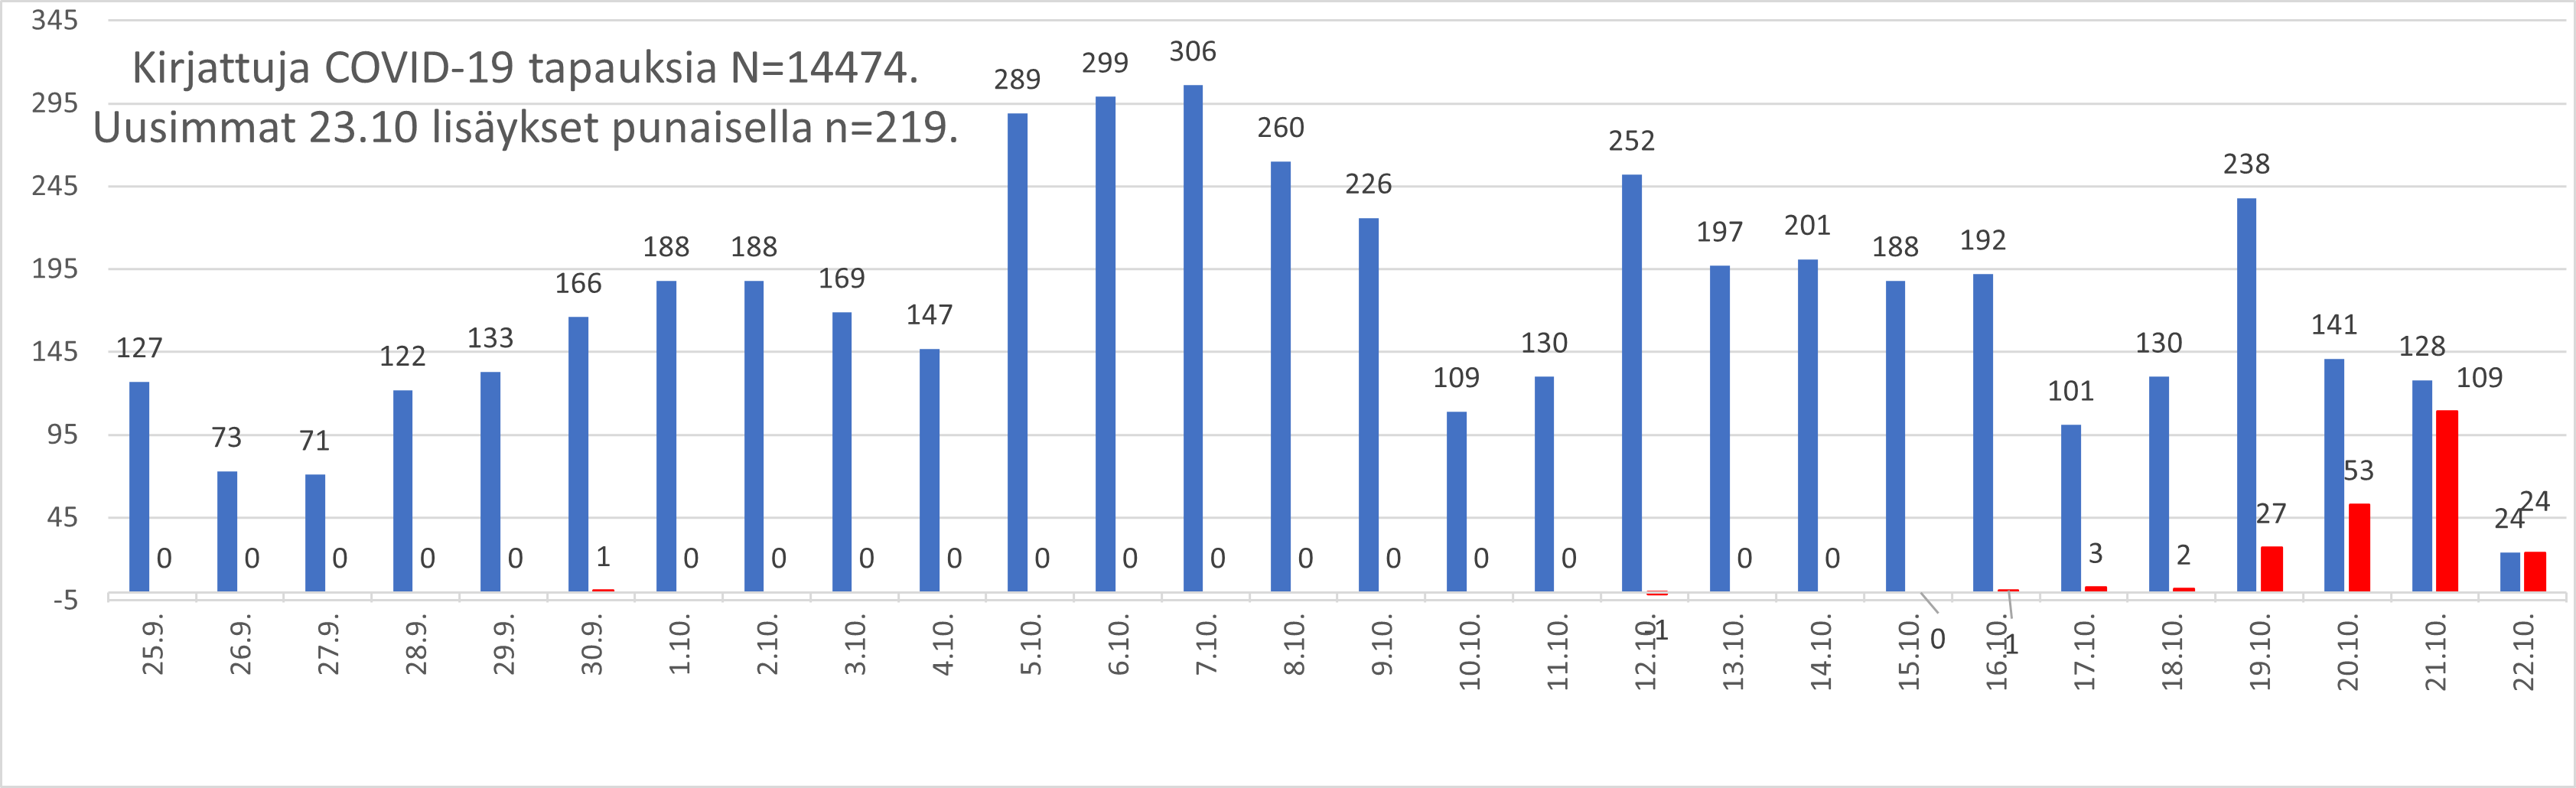 345
295
245
195
145
95
45
-5
Kirjattuja COVID-19 tapauksia N=14474.
Uusimmat 23.10 lisäykset punaisella n=219.
127 73 71 122 133 166 188 188 169 147 289 299 306 260 226 109 130 252 197 201 188 192 101 130 238 141 128 24
0 0 0 0 0 1 0 0 0 0 0 0 0 0 0 0 0 -1 0 0 0 1 3 2 27 53 109 24
25.9. 26.9. 27.9. 28.9. 29.9. 30.9. 1.10. 2.10. 3.10. 4.10. 5.10. 6.10. 7.10. 8.10. 9.10. 10.10. 11.10. 12.10. 13.10. 14.10. 15.10. 16.10. 17.10. 18.10. 19.10. 20.10. 21.10. 22.10.